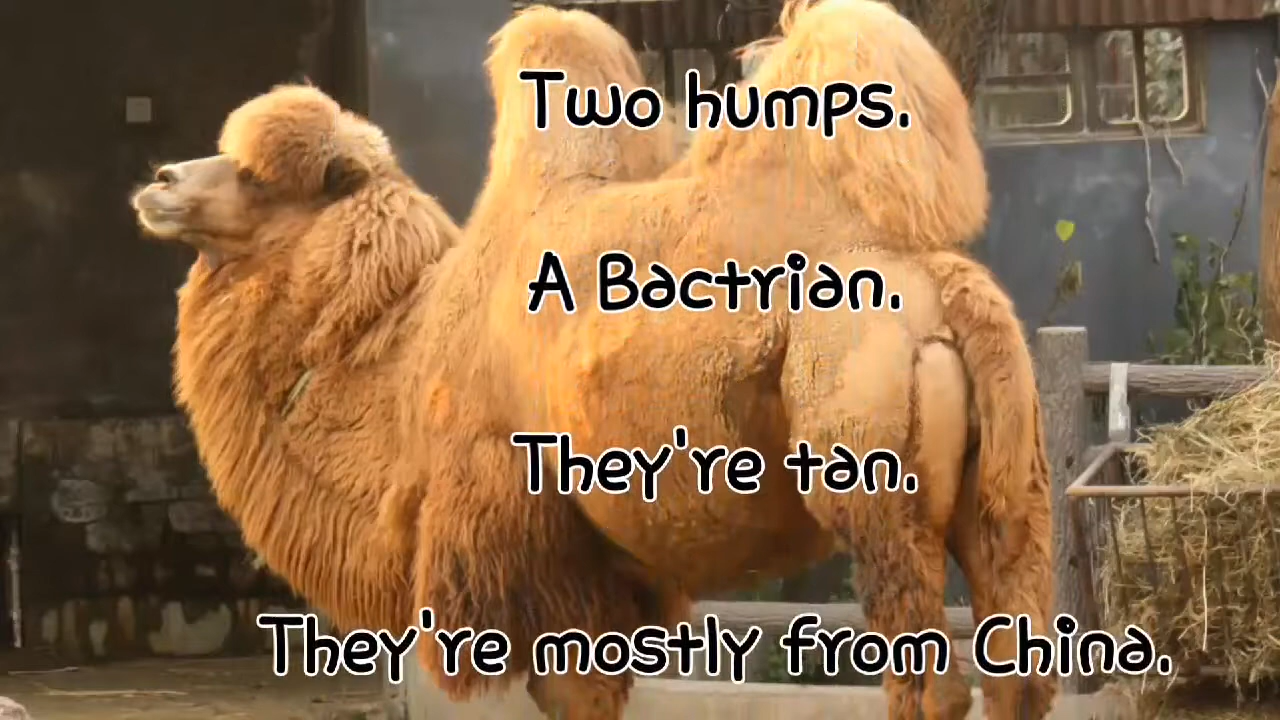 Two humps.
A Bactrian.
They're tan.
They're mostly from China.